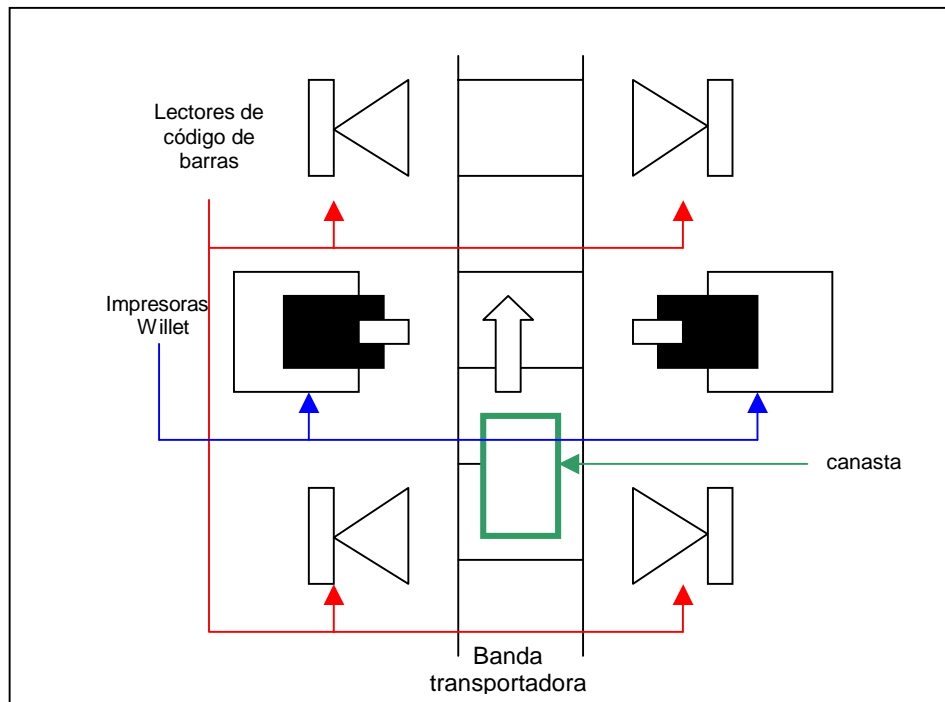 Lectores de
código de
barras
Impresoras
Willet
canasta
Banda
transportadora